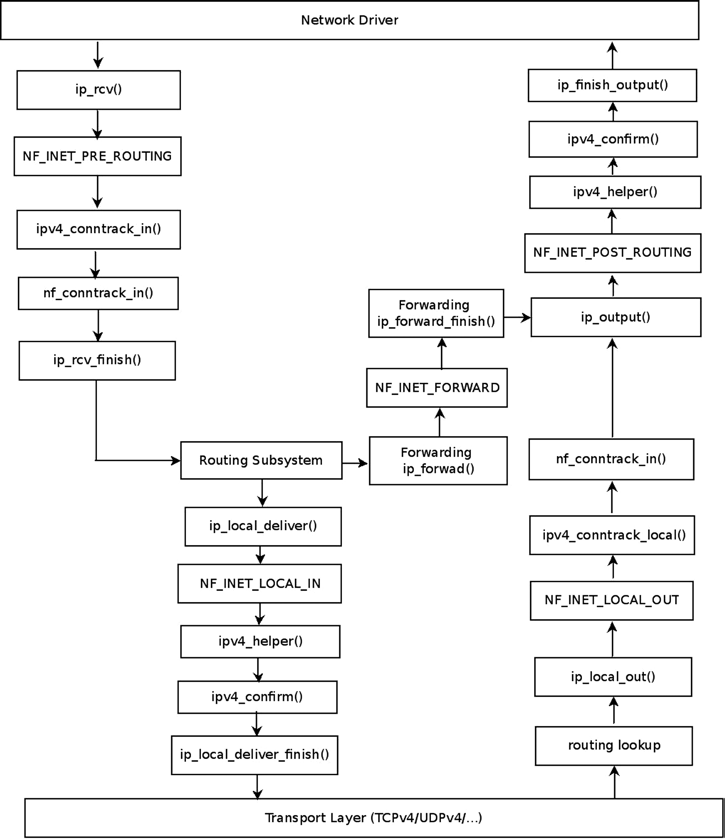 Network Driver
ip_rcv()
NF_INET_PRE_ROUTING
ipv4_conntrack_in()
nf_conntrack_in()
ip_rcv_finish()
Routing Subsystem
ip_local_deliver()
NF_INET_LOCAL_IN
ipv4_helper()
ipv4_confirm()
ip_local_deliver_finish()
Forwarding
ip_forward_finish()
NF_INET_FORWARD
Forwarding
ip_forwad()
ip_finish_output()
ipv4_confirm()
ipv4_helper()
NF_INET_POST_ROUTING
ip_output()
nf_conntrack_in()
ipv4_conntrack_local()
NF_INET_LOCAL_OUT
ip_local_out()
routing lookup
Transport Layer (TCPv4/UDPv4/...)